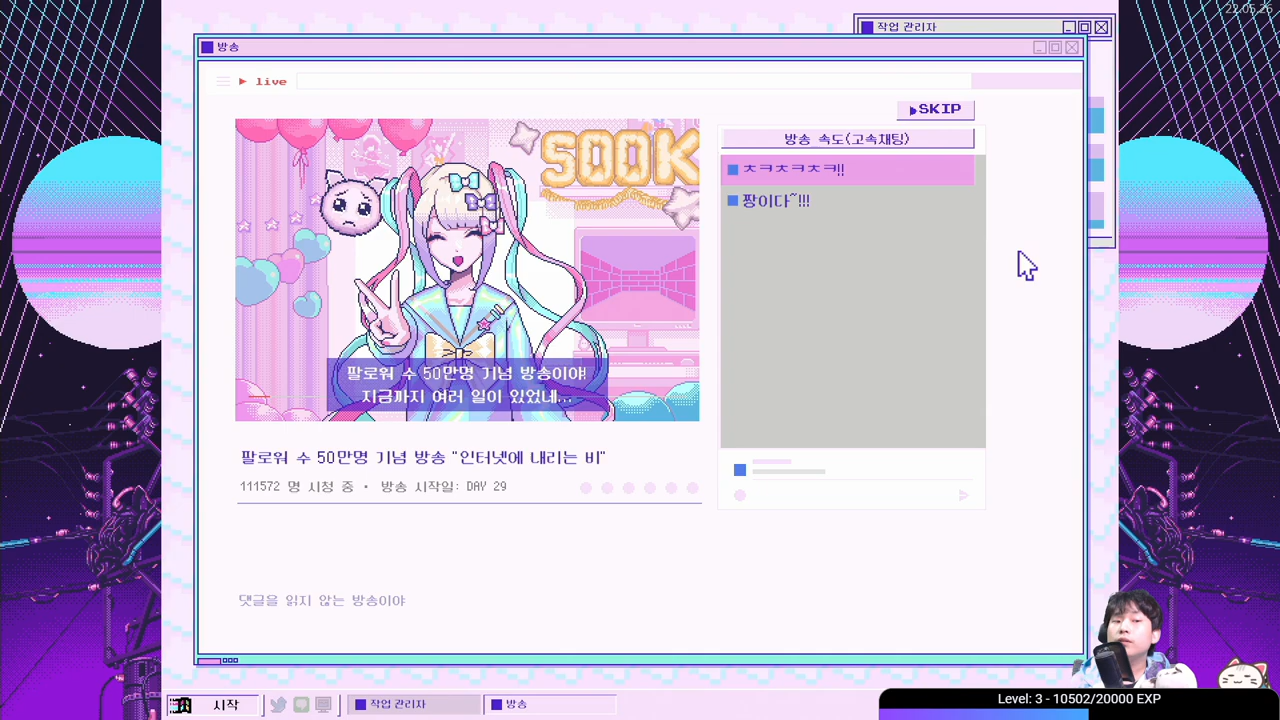 22.05.26
작업 관리자
방송
live
SKIP
방송 속도(고속채팅)
ㅊㅋㅊㅋㅊㅋ!!
짱이다~!!!
SOOK
팔로워 수 50만명 기념 방송이야!
지금까지 여러 일이 있었네...
팔로워 수 50만명 기념 방송 "인터넷에 내리는 비"
111572 명 시청 중 · 방송 시작일: DAY 29
댓글을 읽지 않는 방송이야
시작
작업 관리자
방송
Level: 3 - 10502/20000 EXP